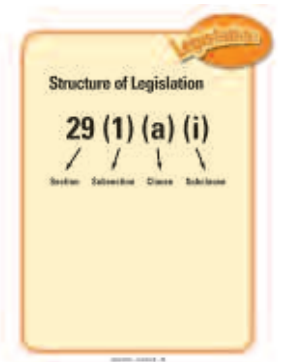 Legislation
Structure of Legislation
29 (1) (a) (i)
Section Subsection Clause Subclause